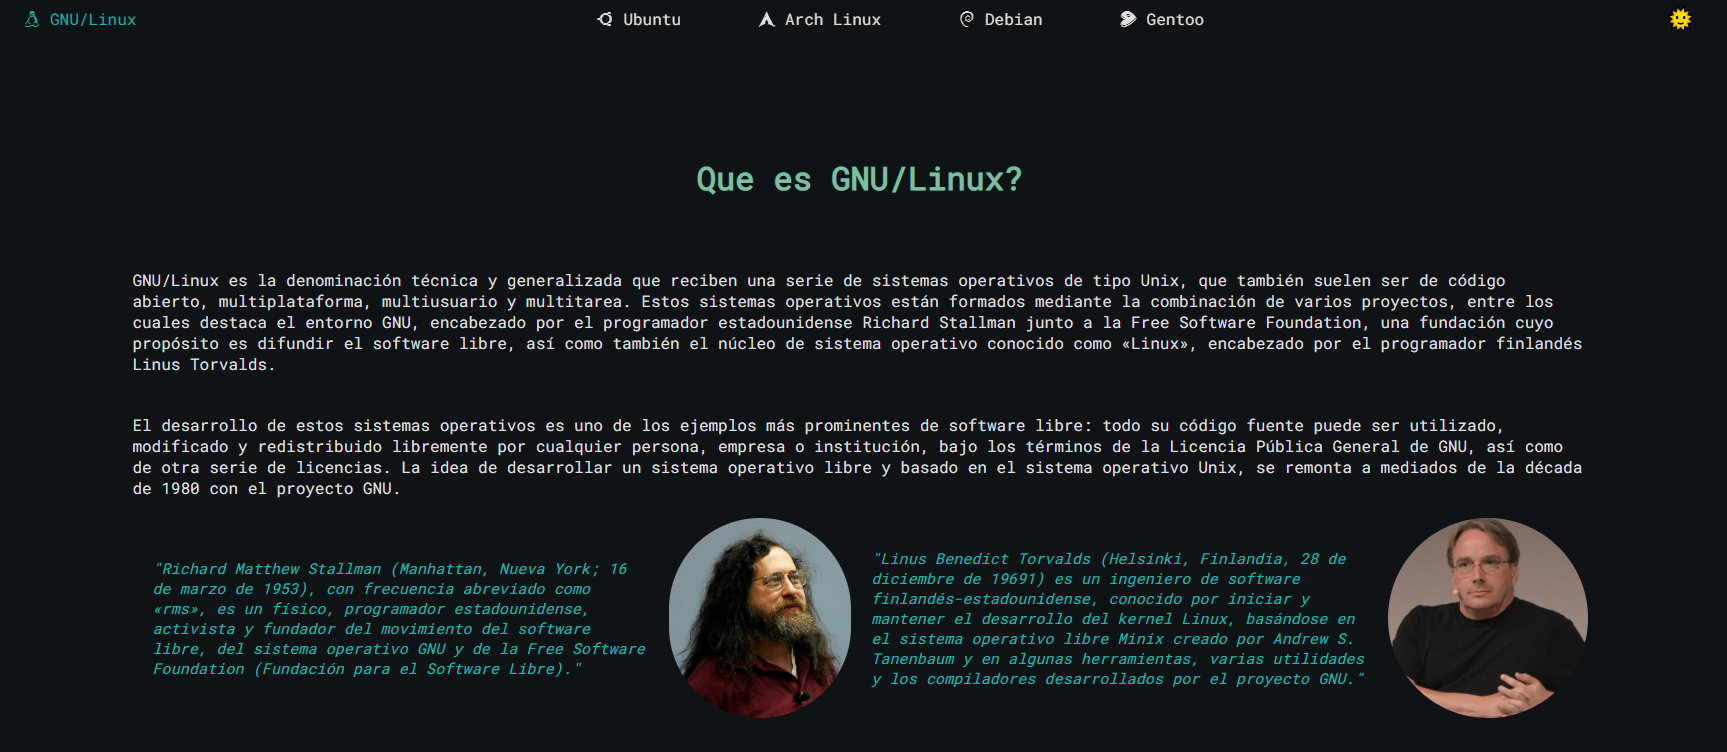 GNU/Linux
Ubuntu
Arch Linux
Debian
Gentoo
Que es GNU/Linux?
GNU/Linux es la denominación técnica y generalizada que reciben una serie de sistemas operativos de tipo Unix, que también suelen ser de código
abierto, multiplataforma, multiusuario y multitarea. Estos sistemas operativos están formados mediante la combinación de varios proyectos, entre los
cuales destaca el entorno GNU, encabezado por el programador estadounidense Richard Stallman junto a la Free Software Foundation, una fundación cuyo
propósito es difundir el software libre, así como también el núcleo de sistema operativo conocido como «Linux», encabezado por el programador finlandés
Linus Torvalds.
El desarrollo de estos sistemas operativos es uno de los ejemplos más prominentes de software libre: todo su código fuente puede ser utilizado,
modificado y redistribuido libremente por cualquier persona, empresa o institución, bajo los términos de la Licencia Pública General de GNU, así como
de otra serie de licencias. La idea de desarrollar un sistema operativo libre y basado en el sistema operativo Unix, se remonta a mediados de la década
de 1980 con el proyecto GNU.
"Richard Matthew Stallman (Manhattan, Nueva York; 16
de marzo de 1953), con frecuencia abreviado como
«rms», es un físico, programador estadounidense,
activista y fundador del movimiento del software
libre, del sistema operativo GNU y de la Free Software
Foundation (Fundación para el Software Libre)."
"Linus Benedict Torvalds (Helsinki, Finlandia, 28 de
diciembre de 19691) es un ingeniero de software
finlandés-estadounidense, conocido por iniciar y
mantener el desarrollo del kernel Linux, basándose en
el sistema operativo libre Minix creado por Andrew S.
Tanenbaum y en algunas herramientas, varias utilidades
y los compiladores desarrollados por el proyecto GNU."